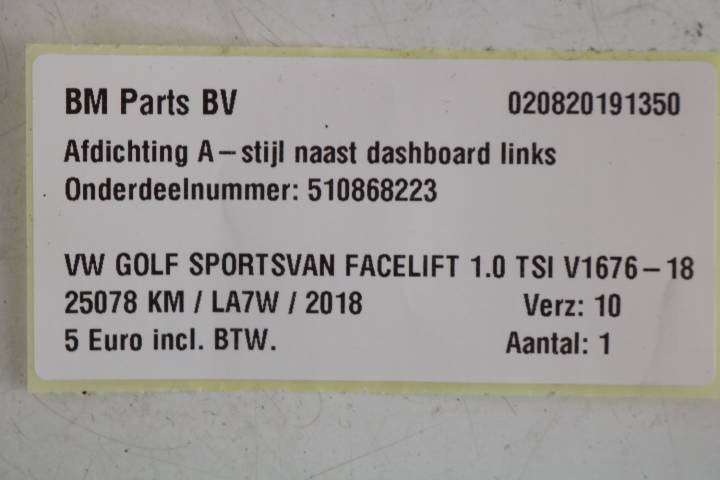 BM Parts BV 020820191350
Afdichting A-stijl naast dashboard links
Onderdeelnummer: 510868223
VW GOLF SPORTSVAN FACELIFT 1.0 TSI V1676-18
25078 KM / LA7W / 2018 Verz: 10
5 Euro incl. BTW. Aantal: 1